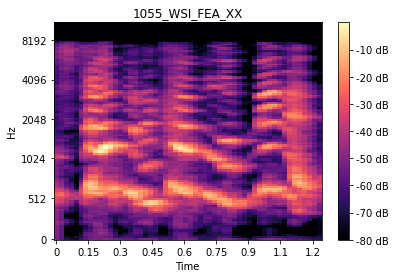 1055_WSI_FEA_XX
8192
4096
2048
1024
512
0
Hz
0 0.15 0.3 0.45 0.6 0.75 0.9 1.1 1.2
Time
-10 dB
-20 dB
-30 dB
-40 dB
-50 dB
-60 dB
-70 dB
-80 dB